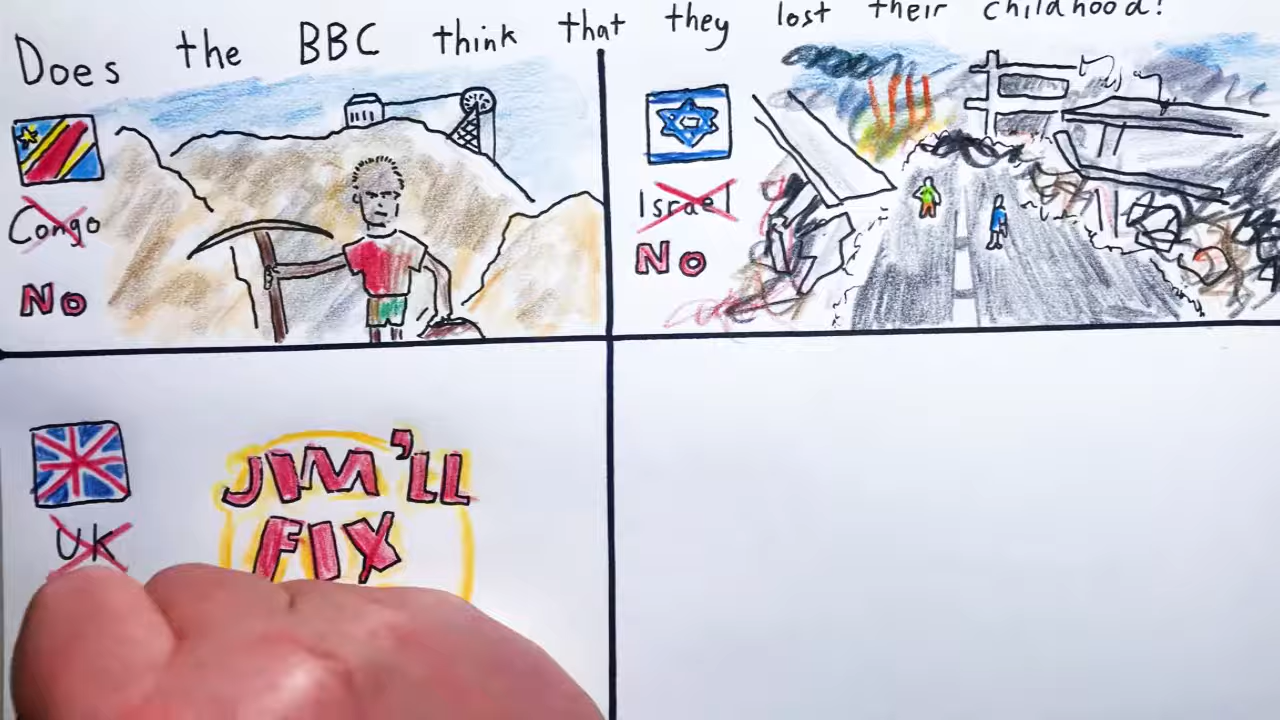 Does the BBC think that they lost their childhood?
Congo
No
Israel
No
UK
JIM'LL
FIX